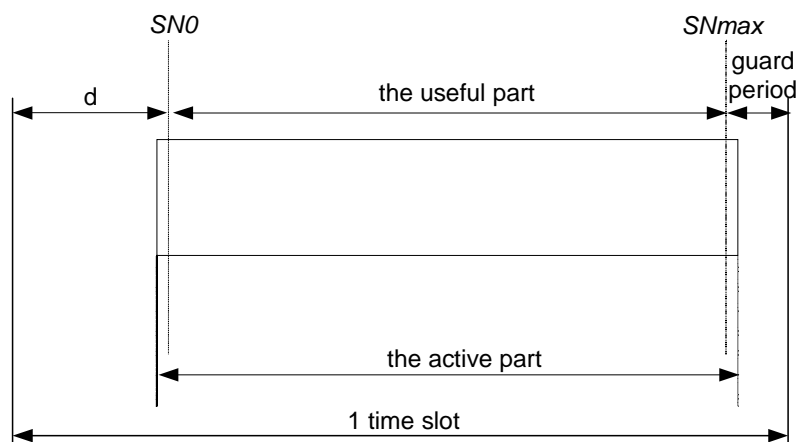 SN0
SNmax
guard
period
d
the useful part
the active part
1 time slot